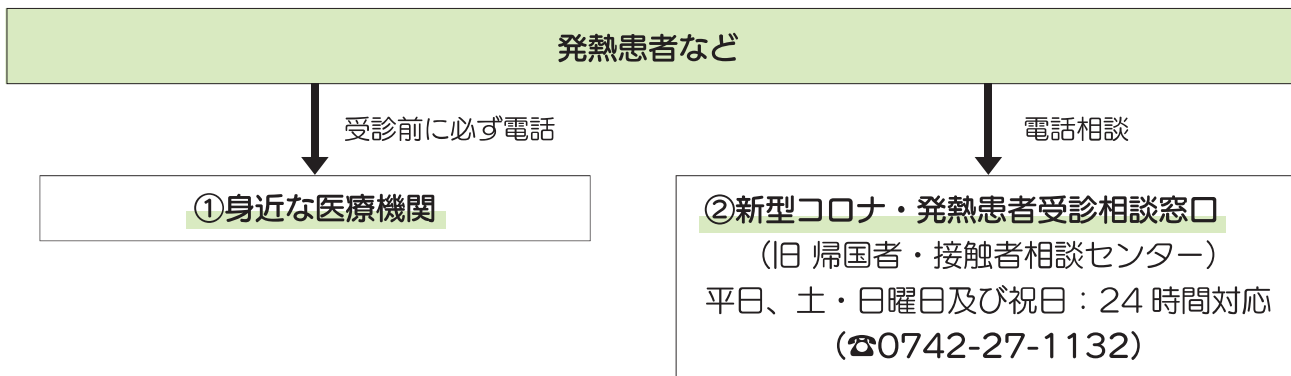 発熱患者など
受診前に必ず電話
電話相談
①身近な医療機関
②新型コロナ・発熱患者受診相談窓口
（旧 帰国者・接触者相談センター）
平日、土・日曜日及び祝日：24 時間対応
（☎0742-27-1132）